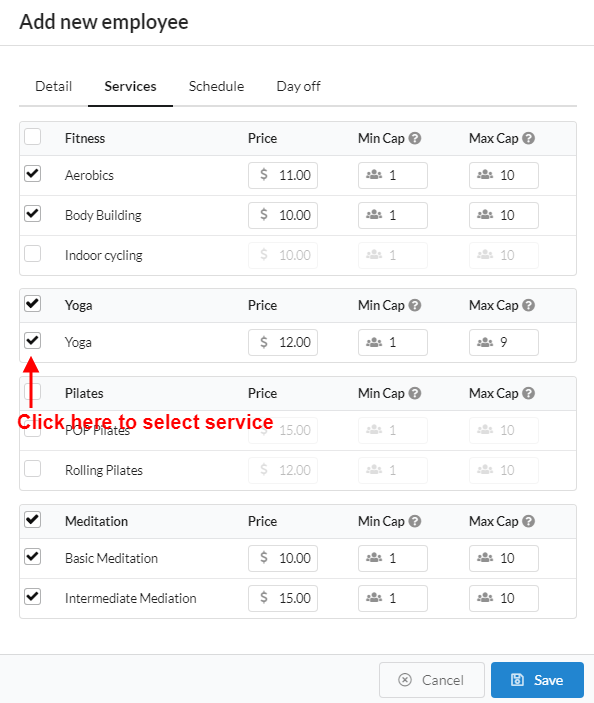 Add new employee
Detail Services Schedule Day off
Fitness Price Min Cap ? Max Cap ?
Aerobics $ 11.00 1 10
Body Building $ 10.00 1 10
Indoor cycling $ 10.00 1 10
Yoga Price Min Cap ? Max Cap ?
Yoga $ 12.00 1 9
Pilates Price Min Cap ? Max Cap ?
Click here to select service
POP Pilates $ 15.00 1 10
Rolling Pilates $ 12.00 1 10
Meditation Price Min Cap ? Max Cap ?
Basic Meditation $ 10.00 1 10
Intermediate Mediation $ 15.00 1 10
Cancel Save